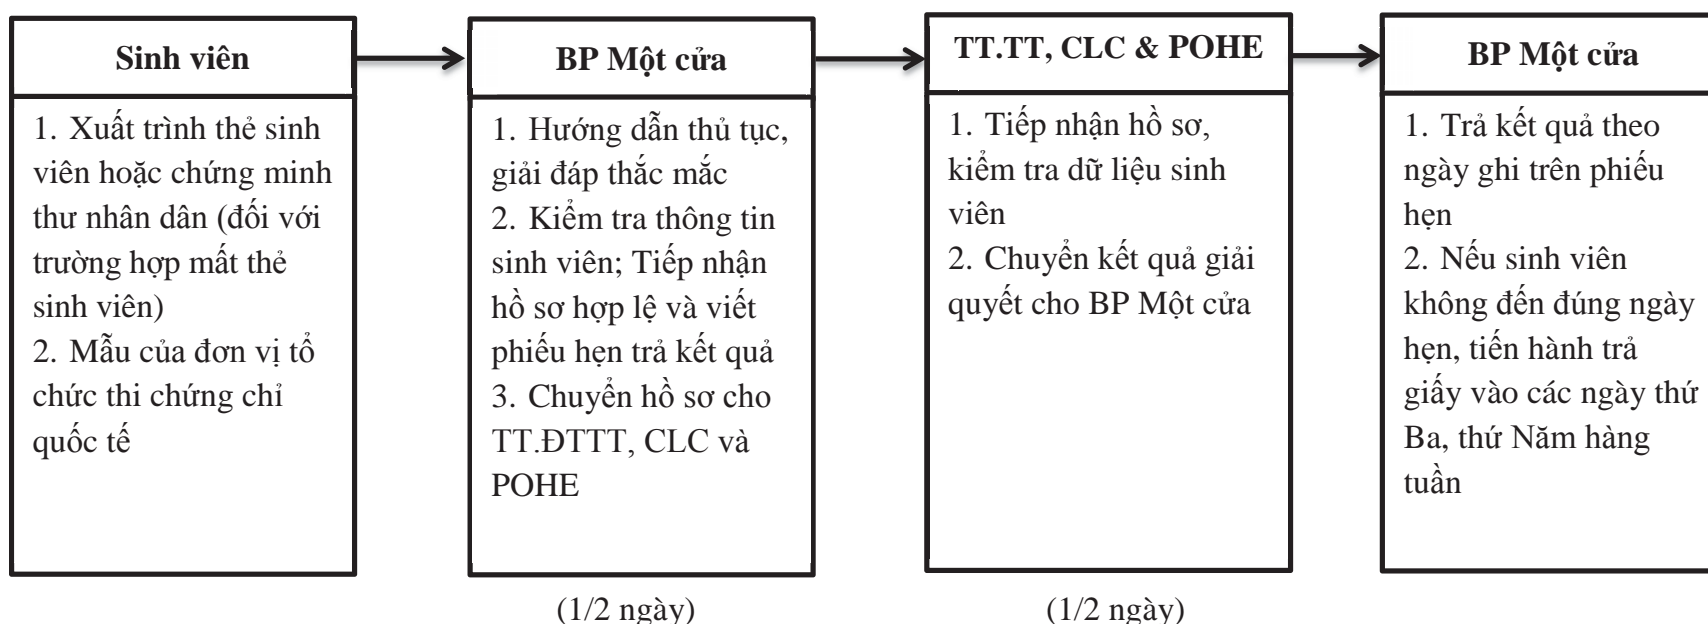 Sinh viên
1. Xuất trình thẻ sinh
viên hoặc chứng minh
thư nhân dân (đối với
trường hợp mất thẻ
sinh viên)
2. Mẫu của đơn vị tổ
chức thi chứng chỉ
quốc tế
BP Một cửa
1. Hướng dẫn thủ tục,
giải đáp thắc mắc
2. Kiểm tra thông tin
sinh viên; Tiếp nhận
hồ sơ hợp lệ và viết
phiếu hẹn trả kết quả
3. Chuyển hồ sơ cho
TT.ĐTTT, CLC và
POHE
(1/2 ngày)
TT.TT, CLC & POHE
1. Tiếp nhận hồ sơ,
kiểm tra dữ liệu sinh
viên
2. Chuyển kết quả giải
quyết cho BP Một cửa
(1/2 ngày)
BP Một cửa
1. Trả kết quả theo
ngày ghi trên phiếu
hẹn
2. Nếu sinh viên
không đến đúng ngày
hẹn, tiến hành trả
giấy vào các ngày thứ
Ba, thứ Năm hàng
tuần